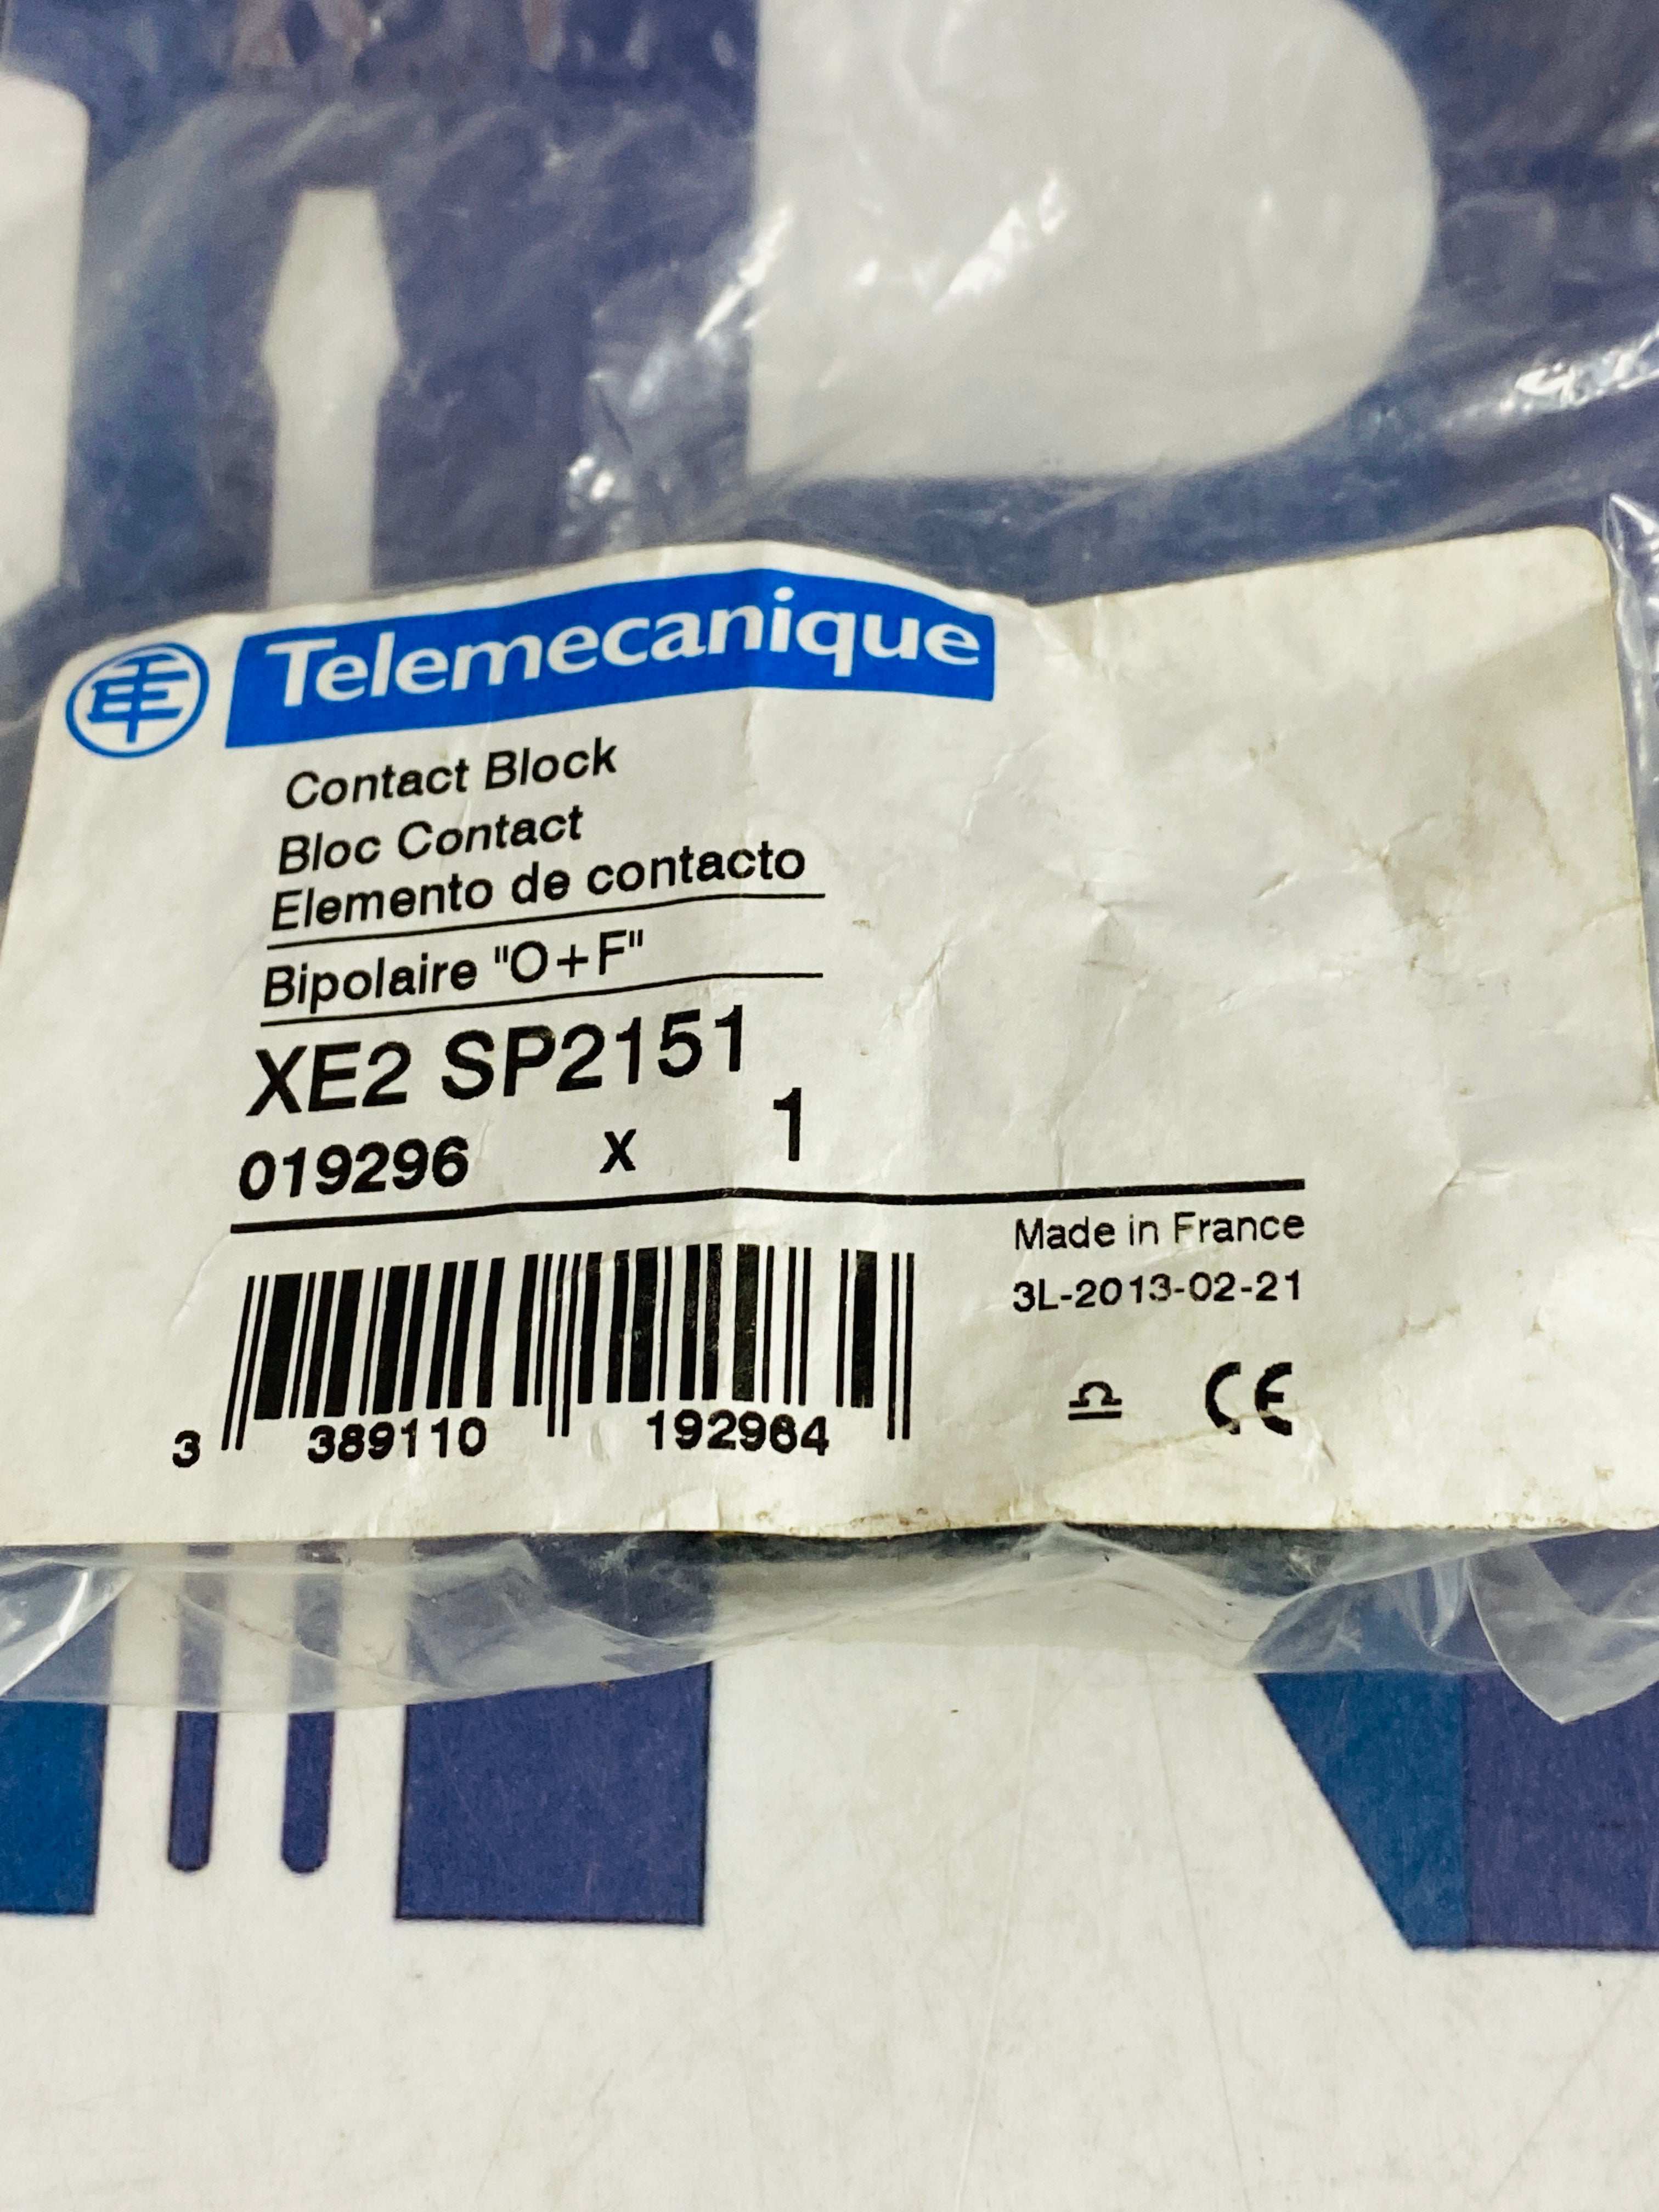 Telemecanique
Contact Block
Bloc Contact
Elemento de contacto
Bipolaire "O+F"
XE2 SP2151
019296 x 1
Made in France
3L-2013-02-21
CE
3 389110 192964